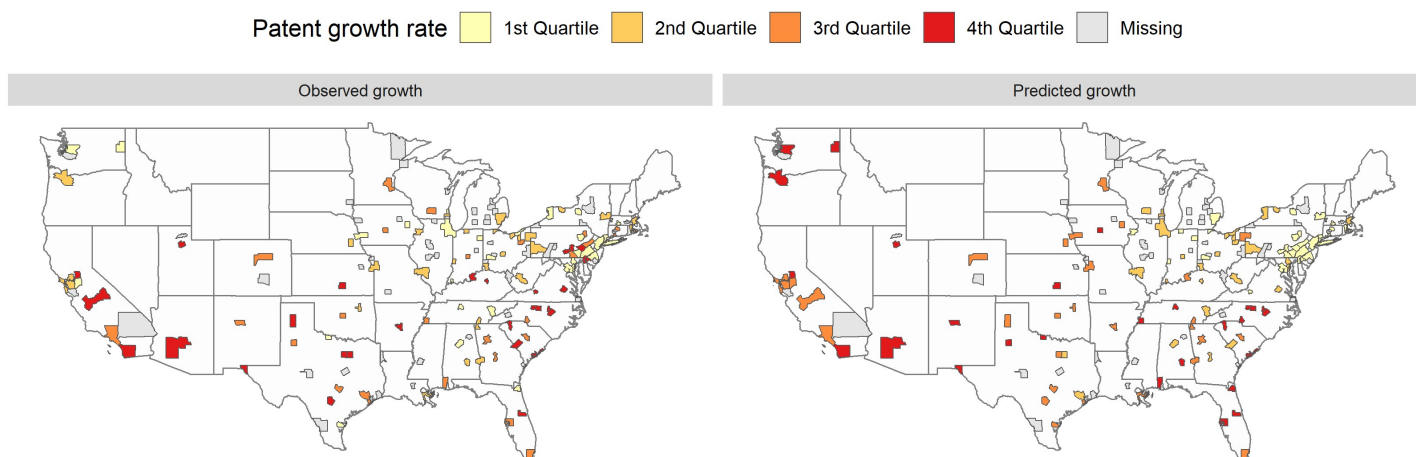 Patent growth rate 1st Quartile 2nd Quartile 3rd Quartile 4th Quartile Missing
Observed growth
Predicted growth